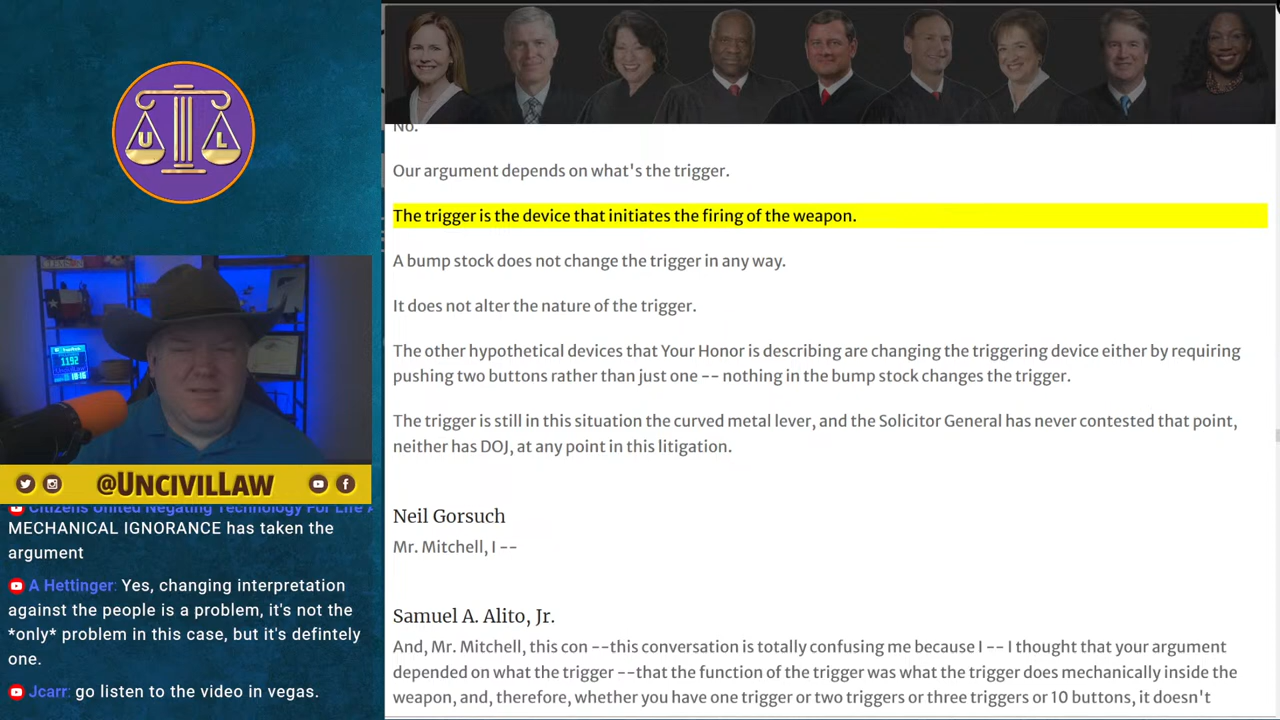 U L
No.
Our argument depends on what's the trigger.
The trigger is the device that initiates the firing of the weapon.
A bump stock does not change the trigger in any way.
It does not alter the nature of the trigger.
The other hypothetical devices that Your Honor is describing are changing the triggering device either by requiring
pushing two buttons rather than just one -- nothing in the bump stock changes the trigger.
The trigger is still in this situation the curved metal lever, and the Solicitor General has never contested that point,
neither has DOJ, at any point in this litigation.
Neil Gorsuch
Mr. Mitchell, I --
Samuel A. Alito, Jr.
And, Mr. Mitchell, this con --this conversation is totally confusing me because I -- I thought that your argument
depended on what the trigger --that the function of the trigger was what the trigger does mechanically inside the
weapon, and, therefore, whether you have one trigger or two triggers or three triggers or 10 buttons, it doesn't
1192
@UNCIVILLAW
Citizens United Negating Technology For Life
MECHANICAL IGNORANCE has taken the
argument
A Hettinger: Yes, changing interpretation
against the people is a problem, it's not the
*only* problem in this case, but it's defintely
one.
Jcarr: go listen to the video in vegas.